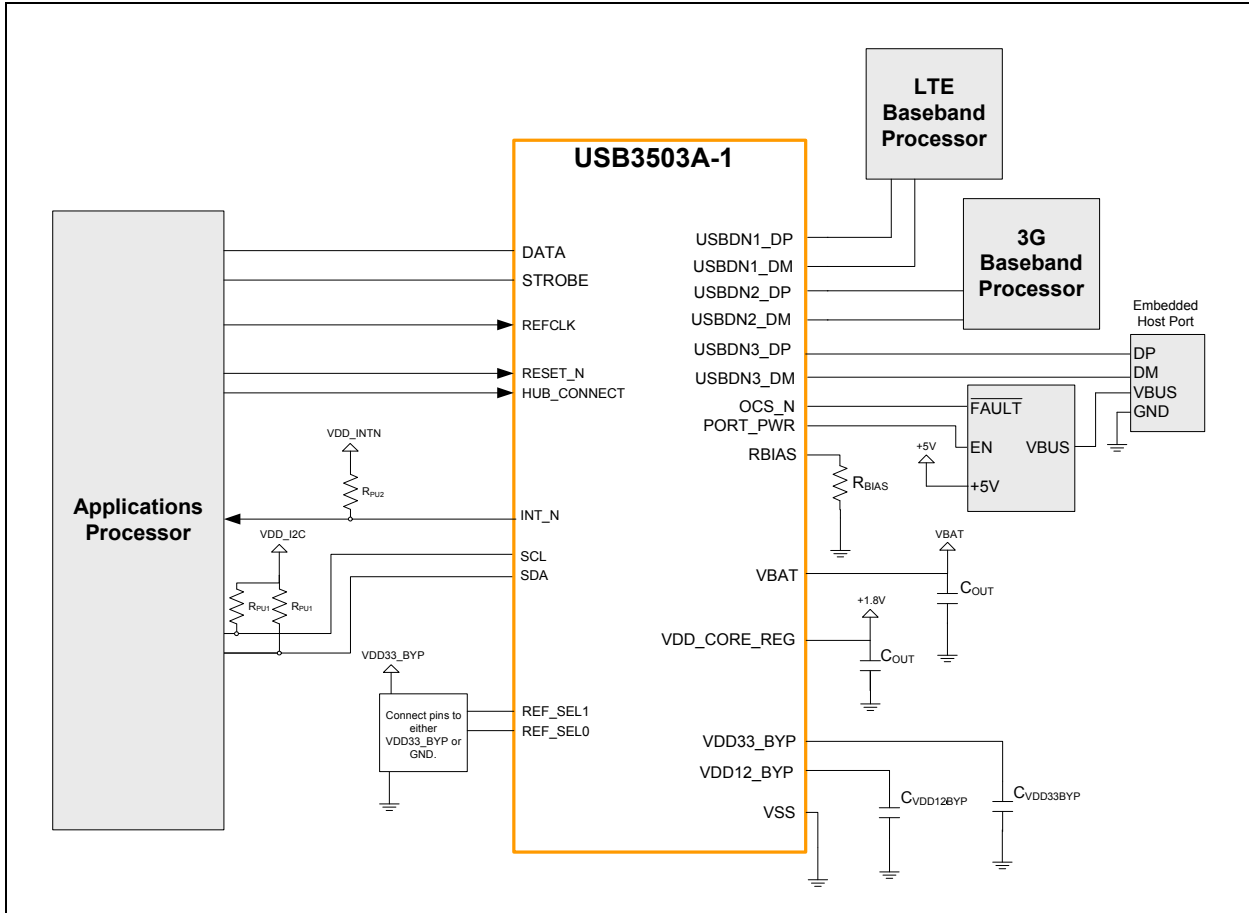 LTE
Baseband
Processor
USB3503A-1
3G
Baseband
Processor
Applications
Processor
DATA
STROBE
REFCLK
RESET_N
HUB_CONNECT
VDD_INTN
RPU2
INT_N
VDD_I2C
SCL
SDA
RPU1
RPU1
VDD33_BYP
Connect pins to
either
VDD33_BYP or
GND.
REF_SEL1
REF_SEL0
USBDN1_DP
USBDN1_DM
USBDN2_DP
USBDN2_DM
USBDN3_DP
USBDN3_DM
OCS_N
PORT_PWR
RBIAS
RBIAS
Embedded
Host Port
DP
DM
VBUS
GND
FAULT
EN
VBUS
+5V
+5V
VBAT
VBAT
COUT
+1.8V
VDD_CORE_REG
COUT
VDD33_BYP
VDD12_BYP
CVDD12BYP
CVDD33BYP
VSS